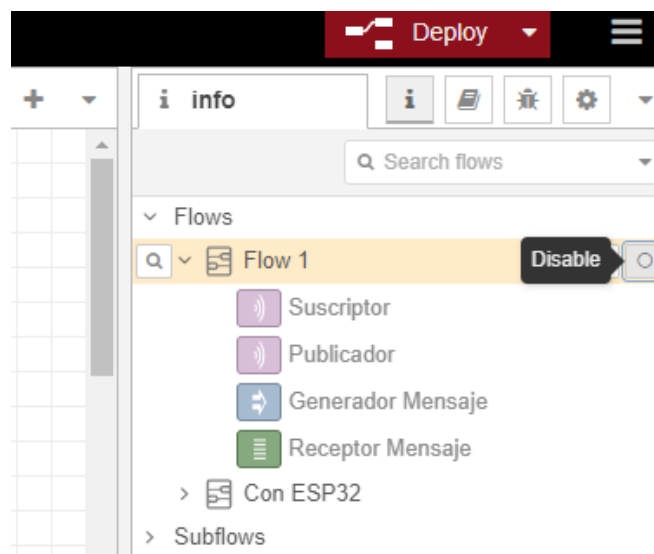 Deploy
info
Search flows
Flows
Flow 1
Disable
Suscriptor
Publicador
Generador Mensaje
Receptor Mensaje
Con ESP32
Subflows